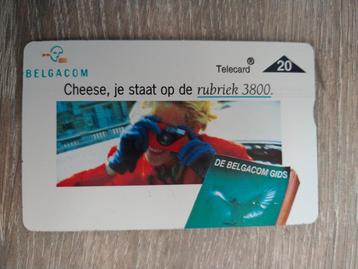 BELGACOM
Telecard ®
20
Cheese, je staat op de rubriek 3800.
DE BELGACOM GIDS